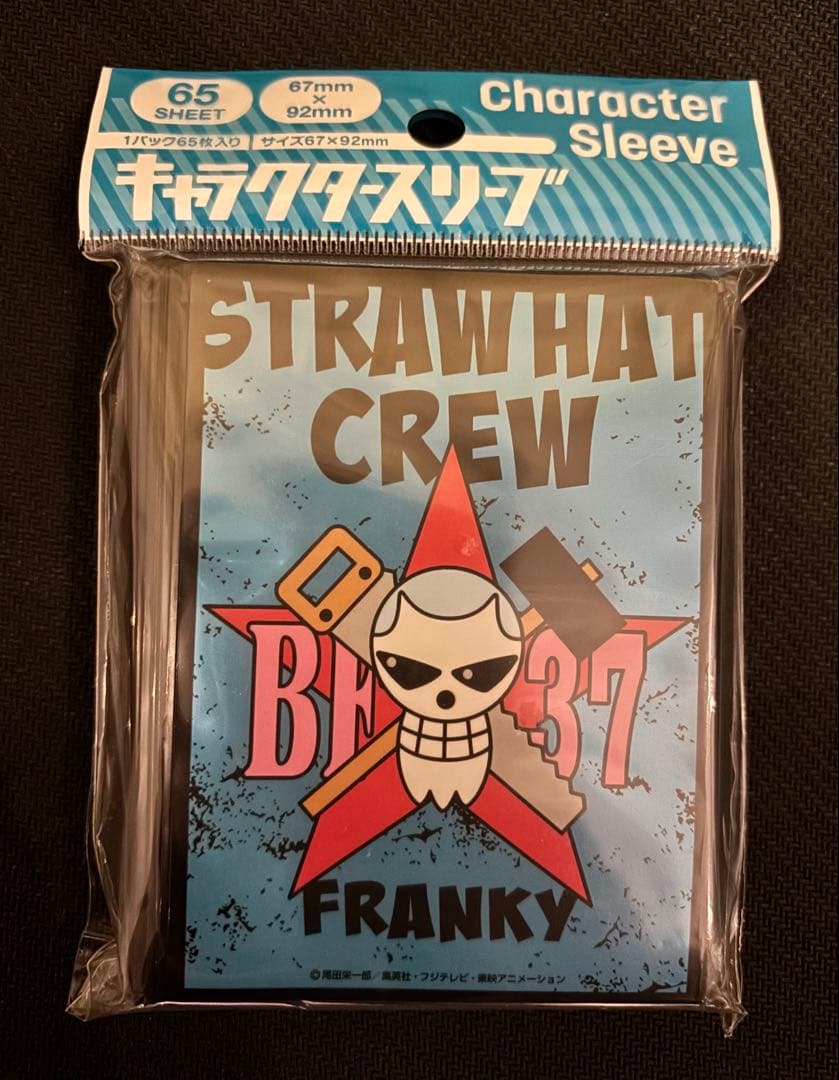 65
SHEET
67mm
×
92mm
Character
Sleeve
1パック65枚入り
サイズ67×92mm
キャラクタースリーブ
STRAW HAT
CREW
BF 37
FRANKY
©尾田栄一郎/集英社・フジテレビ・東映アニメーション